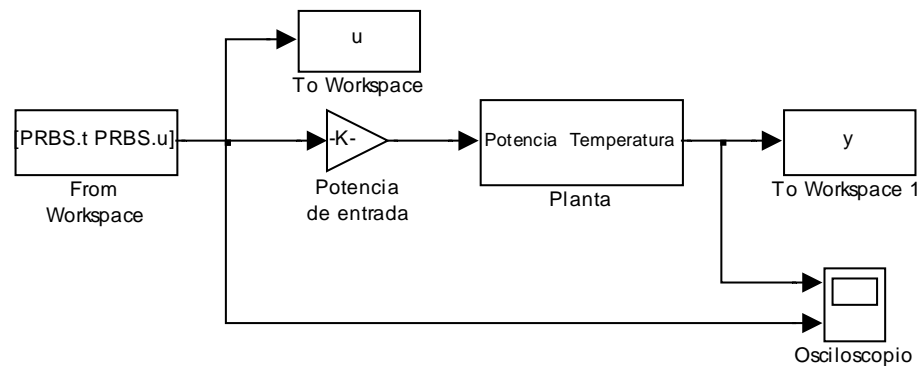 u
To Workspace
[PRBS.t PRBS.u]
From
Workspace
-K-
Potencia
de entrada
Potencia Temperatura
Planta
y
To Workspace 1
Osciloscopio